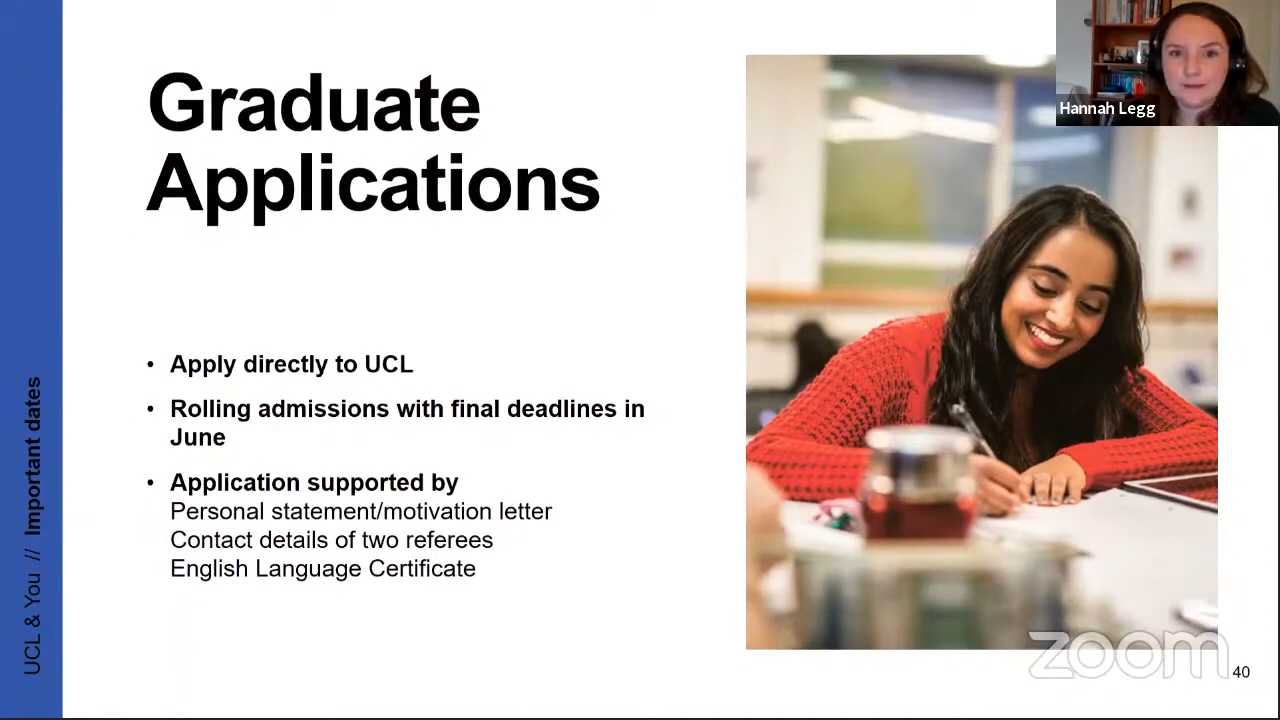 Graduate
Applications
• Apply directly to UCL
• Rolling admissions with final deadlines in
June
• Application supported by
Personal statement/motivation letter
Contact details of two referees
English Language Certificate
UCL & You // Important dates
Hannah Legg
zoom
40